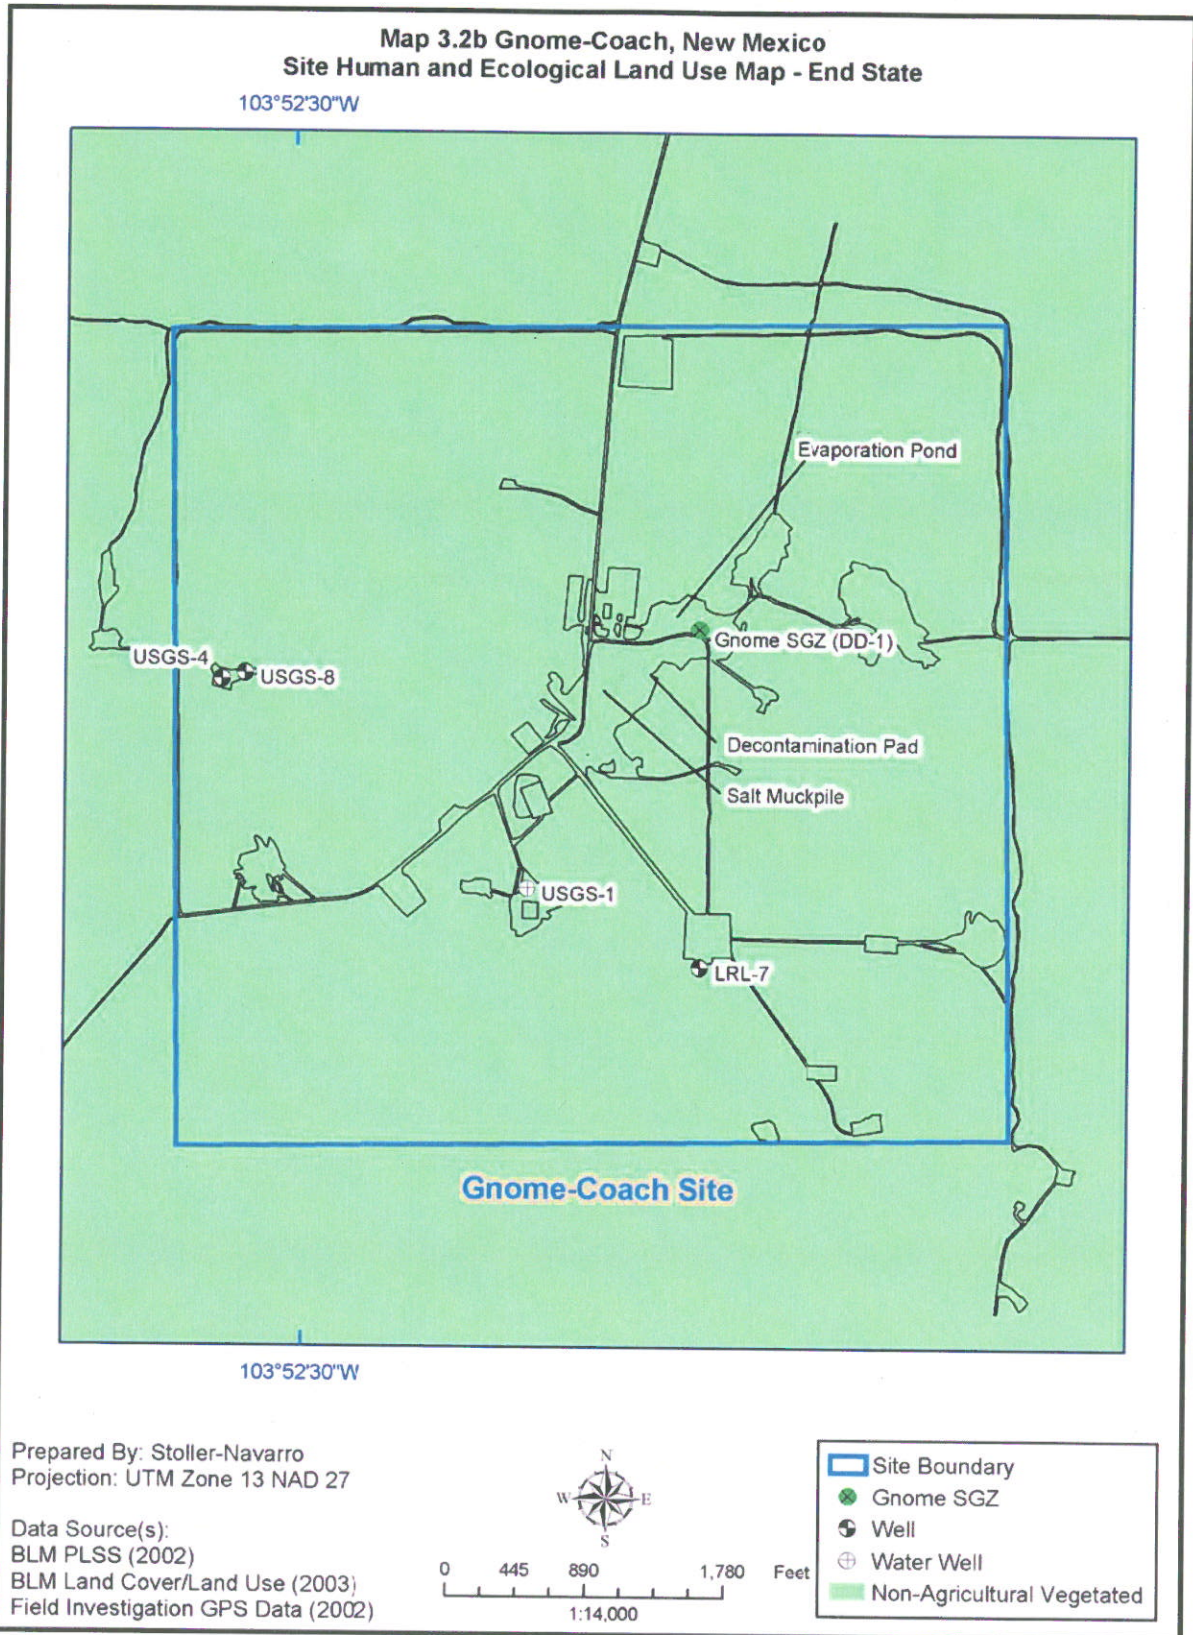 Map 3.2b Gnome-Coach, New Mexico
Site Human and Ecological Land Use Map - End State
103°52'30"W
Evaporation Pond
Gnome SGZ (DD-1)
USGS-4
USGS-8
Decontamination Pad
Salt Muckpile
USGS-1
LRL-7
Gnome-Coach Site
103°52'30"W
Prepared By: Stoller-Navarro
Projection: UTM Zone 13 NAD 27
Data Source(s):
BLM PLSS (2002)
BLM Land Cover/Land Use (2003)
Field Investigation GPS Data (2002)
N
W E
S
0 445 890 1,780 Feet
1:14,000
Site Boundary
Gnome SGZ
Well
Water Well
Non-Agricultural Vegetated